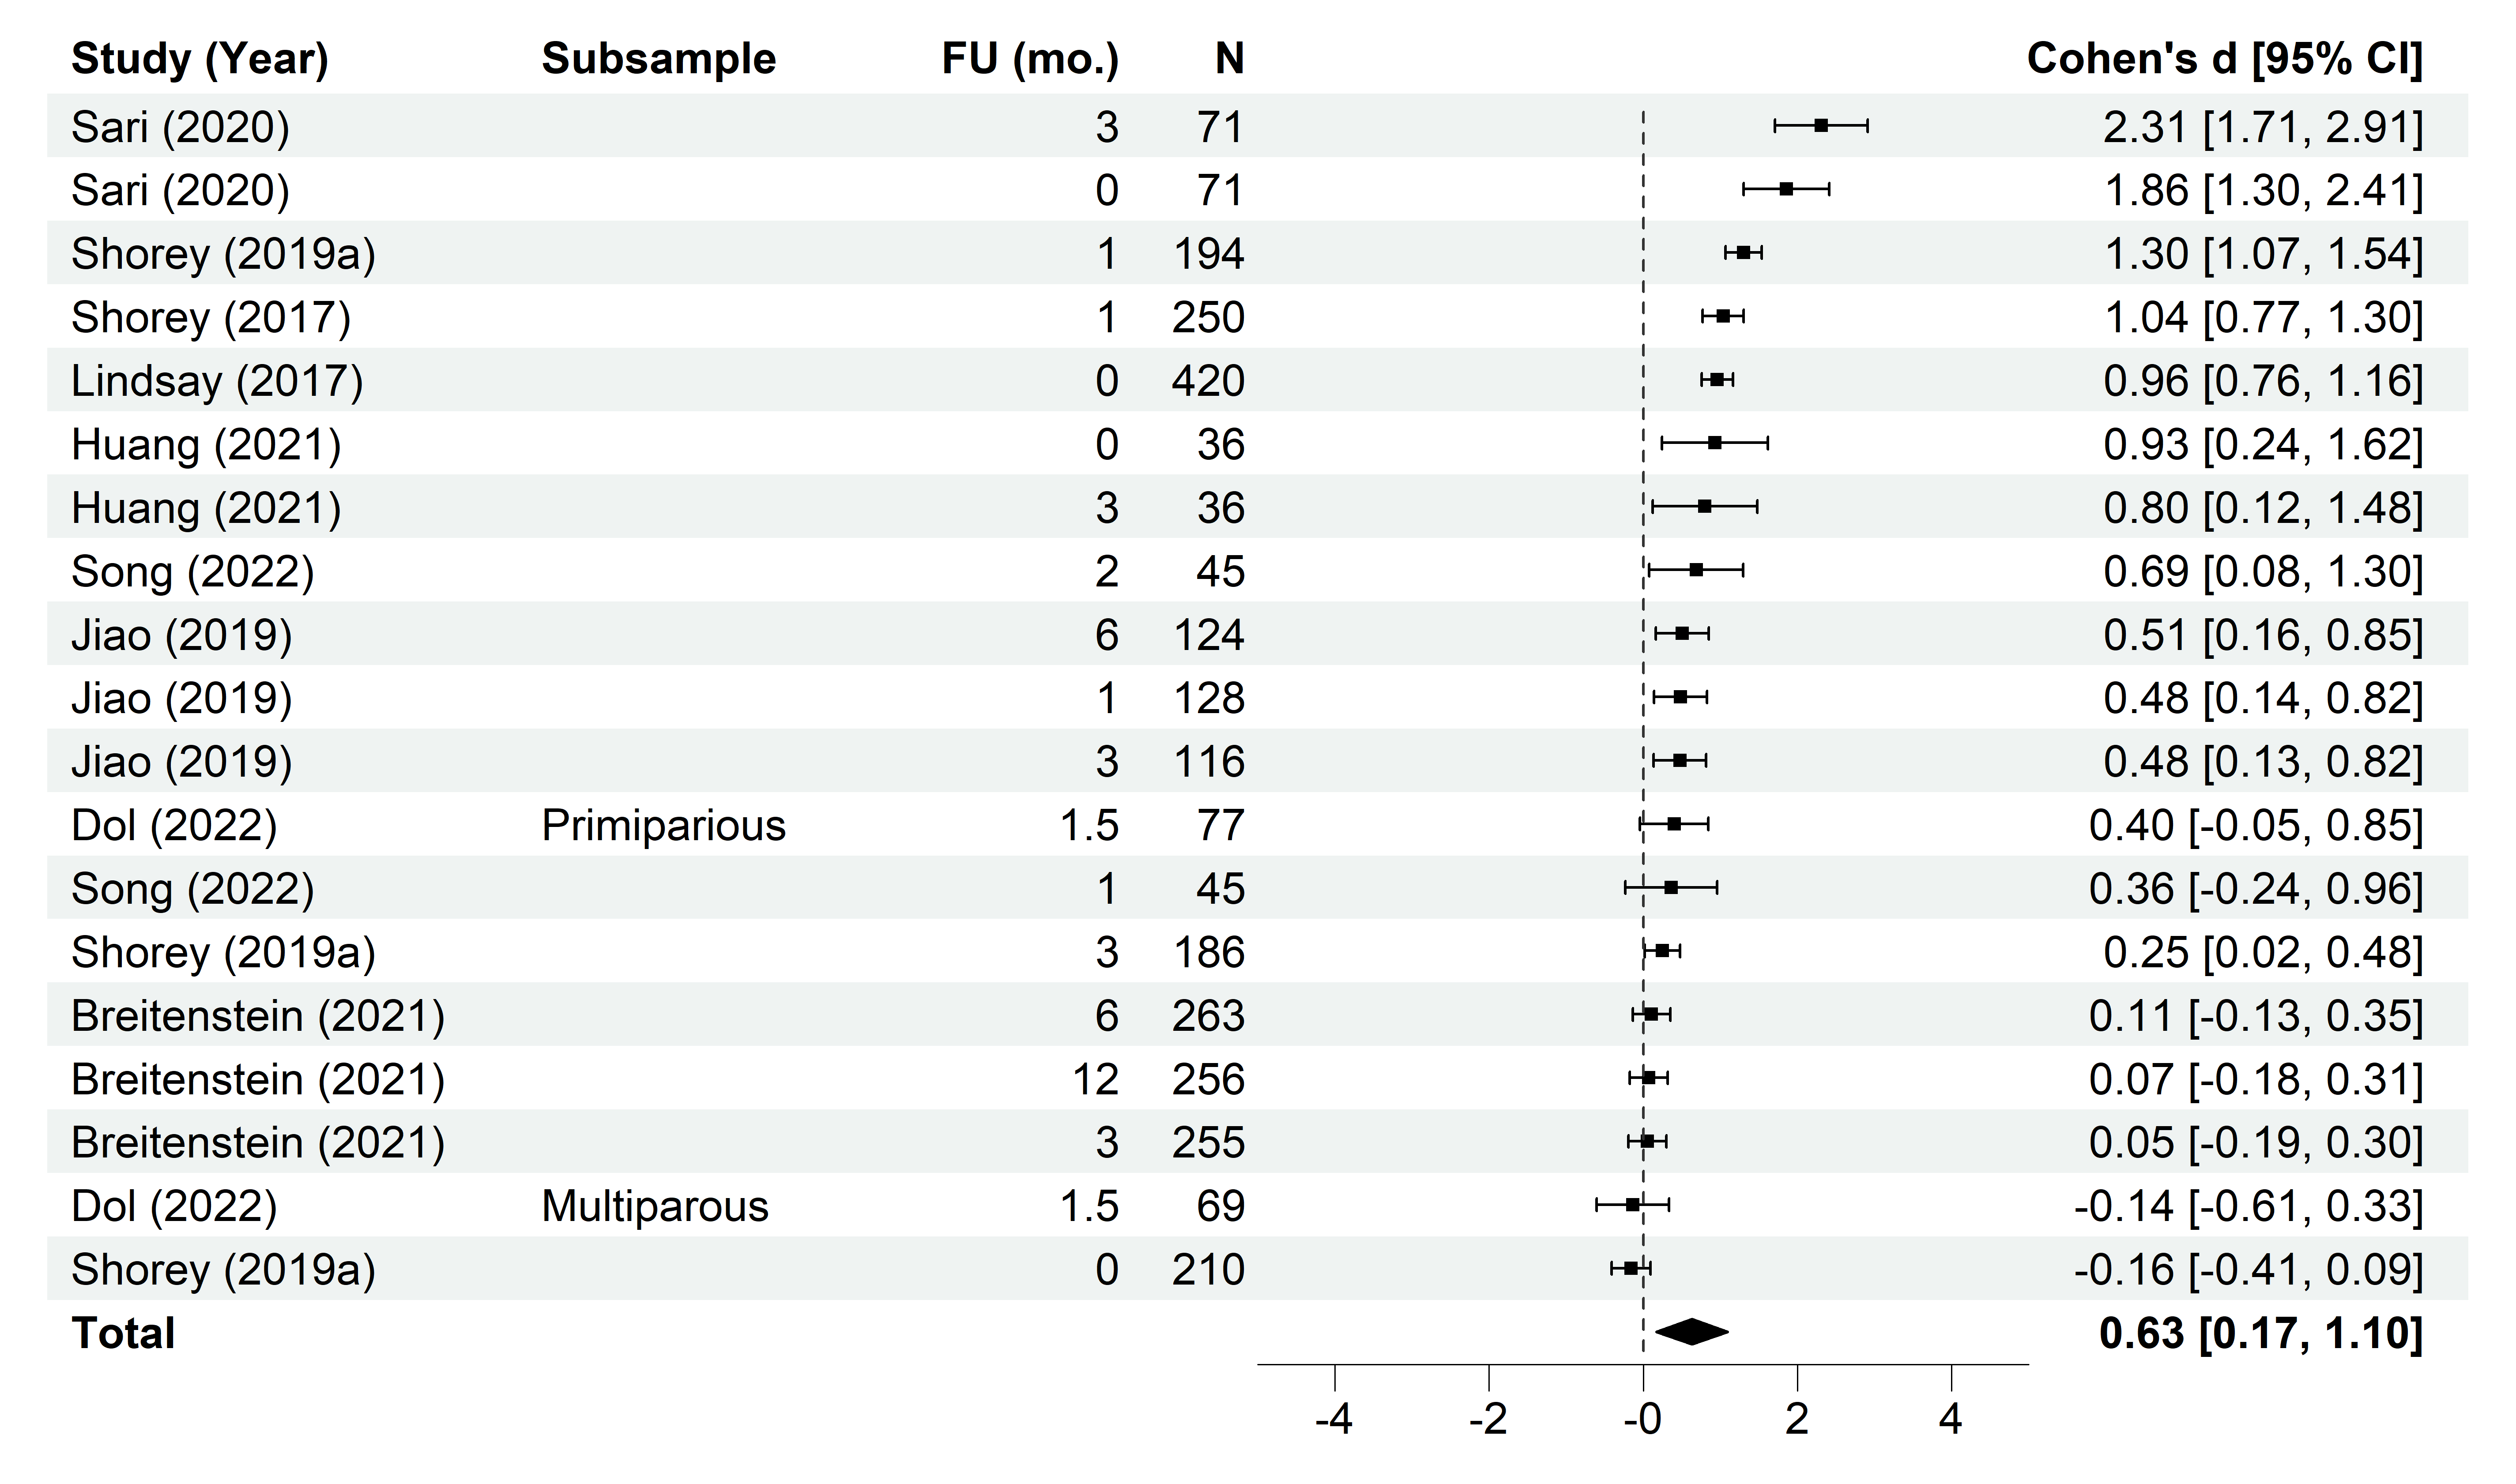 Study (Year) Subsample FU (mo.) N Cohen's d [95% CI]
Sari (2020) 3 71 2.31 [1.71, 2.91]
Sari (2020) 0 71 1.86 [1.30, 2.41]
Shorey (2019a) 1 194 1.30 [1.07, 1.54]
Shorey (2017) 1 250 1.04 [0.77, 1.30]
Lindsay (2017) 0 420 0.96 [0.76, 1.16]
Huang (2021) 0 36 0.93 [0.24, 1.62]
Huang (2021) 3 36 0.80 [0.12, 1.48]
Song (2022) 2 45 0.69 [0.08, 1.30]
Jiao (2019) 6 124 0.51 [0.16, 0.85]
Jiao (2019) 1 128 0.48 [0.14, 0.82]
Jiao (2019) 3 116 0.48 [0.13, 0.82]
Dol (2022) Primiparious 1.5 77 0.40 [-0.05, 0.85]
Song (2022) 1 45 0.36 [-0.24, 0.96]
Shorey (2019a) 3 186 0.25 [0.02, 0.48]
Breitenstein (2021) 6 263 0.11 [-0.13, 0.35]
Breitenstein (2021) 12 256 0.07 [-0.18, 0.31]
Breitenstein (2021) 3 255 0.05 [-0.19, 0.30]
Dol (2022) Multiparous 1.5 69 -0.14 [-0.61, 0.33]
Shorey (2019a) 0 210 -0.16 [-0.41, 0.09]
Total 0.63 [0.17, 1.10]
-4 -2 -0 2 4